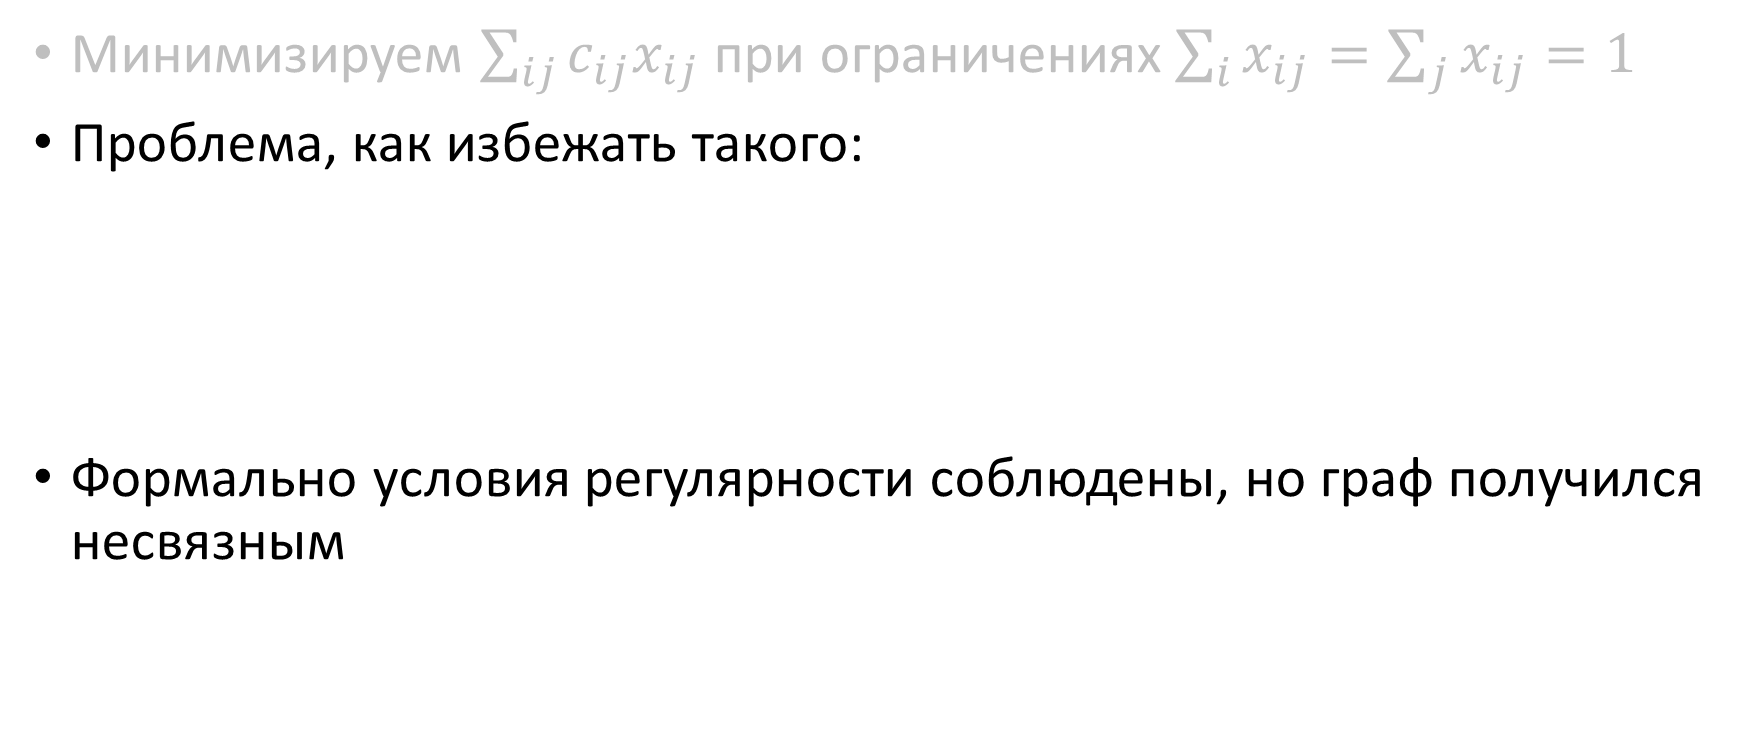 • Минимизируем ∑ᵢⱼ cᵢⱼxᵢⱼ при ограничениях ∑ᵢ xᵢⱼ = ∑ⱼ xᵢⱼ = 1
• Проблема, как избежать такого:
• Формально условия регулярности соблюдены, но граф получился
несвязным